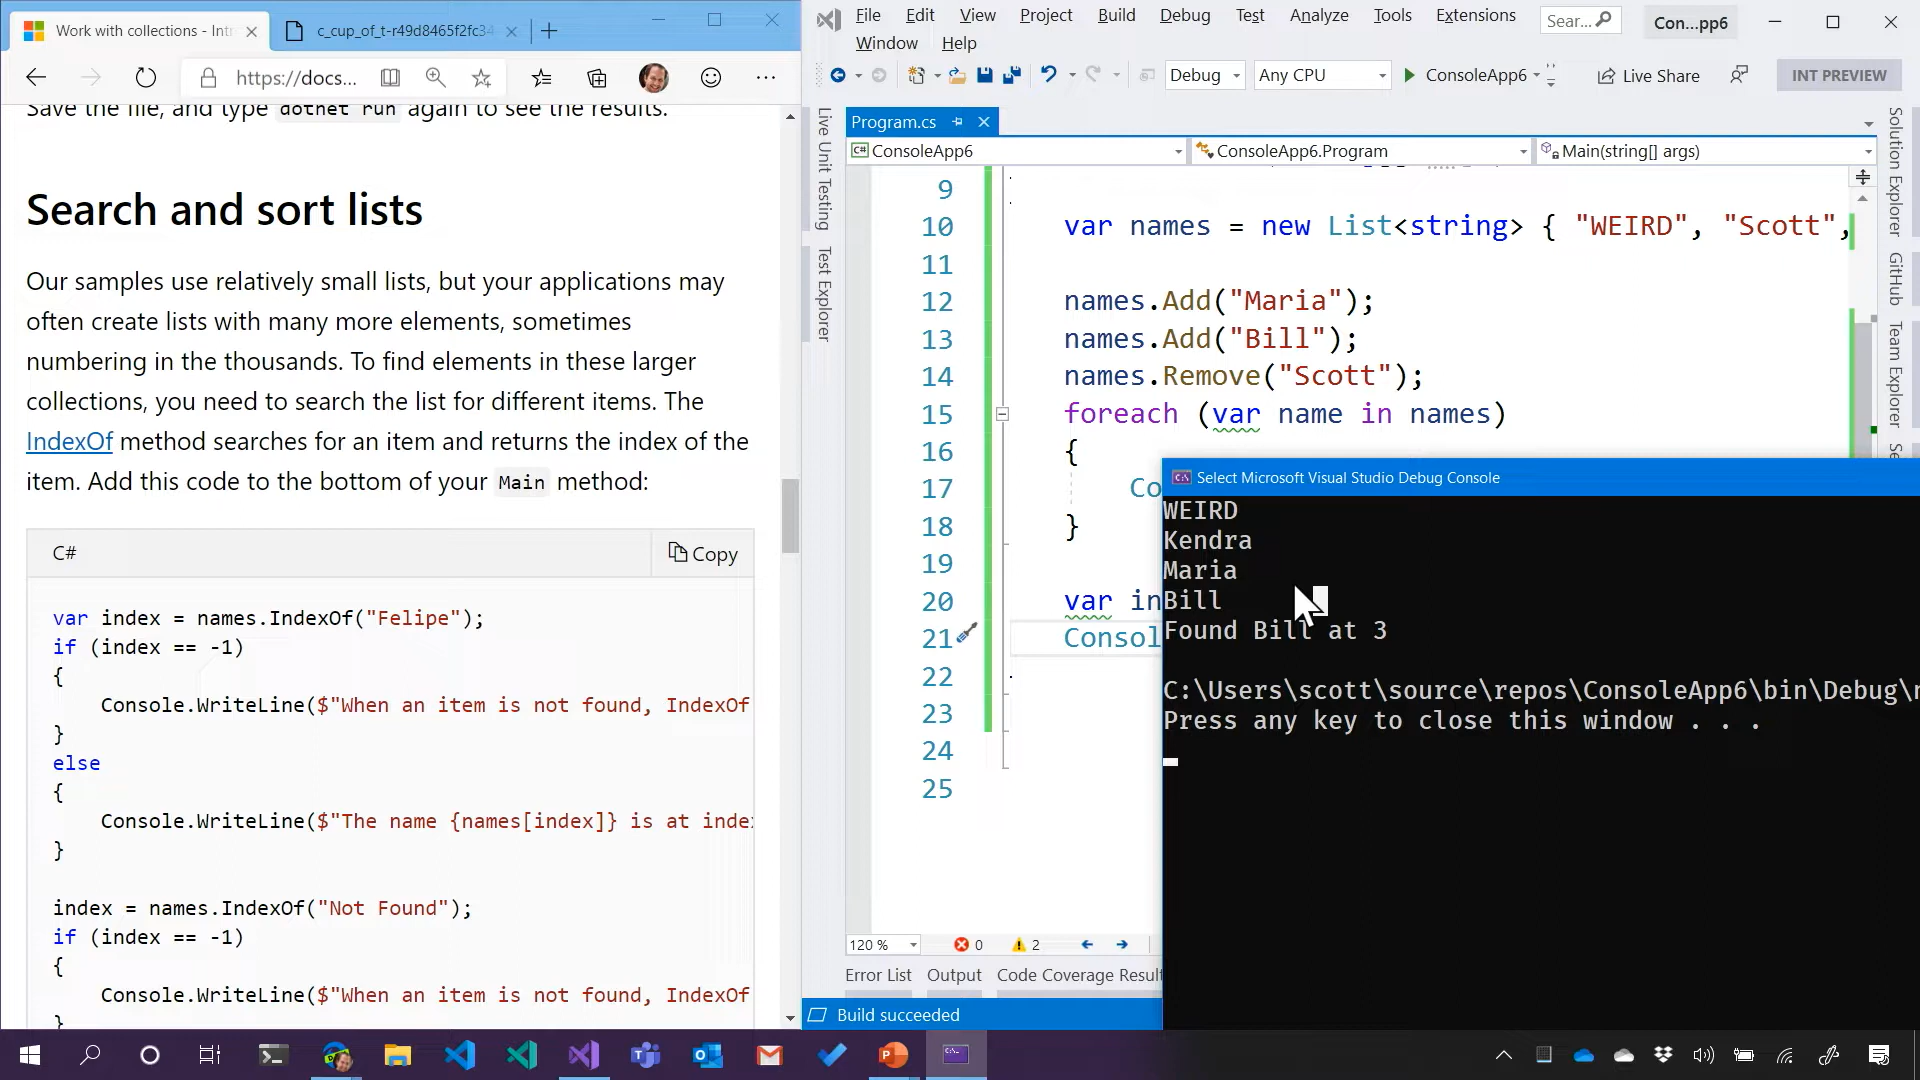 Work with collections - Int
c_cup_of_t-r49d8465f2fc34
https://docs...
Save the file, and type dotnet run again to see the results.
Search and sort lists
Our samples use relatively small lists, but your applications may
often create lists with many more elements, sometimes
numbering in the thousands. To find elements in these larger
collections, you need to search the list for different items. The
IndexOf method searches for an item and returns the index of the
item. Add this code to the bottom of your Main method:
C#
Copy
var index = names.IndexOf("Felipe");
if (index == -1)
{
Console.WriteLine($"When an item is not found, IndexOf
}
else
{
Console.WriteLine($"The name {names[index]} is at inde
}
index = names.IndexOf("Not Found");
if (index == -1)
{
Console.WriteLine($"When an item is not found, IndexOf
}
File Edit View Project Build Debug Test Analyze Tools Extensions
Window Help
Sear...
Con...pp6
Debug
Any CPU
ConsoleApp6
Live Share
INT PREVIEW
Live Unit Testing
Test Explorer
Program.cs
C# ConsoleApp6
ConsoleApp6.Program
Main(string[] args)
9
10 var names = new List<string> { "WEIRD", "Scott",
11
12 names.Add("Maria");
13 names.Add("Bill");
14 names.Remove("Scott");
15 foreach (var name in names)
16 {
17 Co
18 }
19
20 var in
21 Consol
22
23
24
25
Solution Explorer
GitHub
Team Explorer
Se
Select Microsoft Visual Studio Debug Console
WEIRD
Kendra
Maria
Bill
Found Bill at 3
C:\Users\scott\source\repos\ConsoleApp6\bin\Debug\n
Press any key to close this window . . .
120 %
0
2
Error List
Output
Code Coverage Resul
Build succeeded